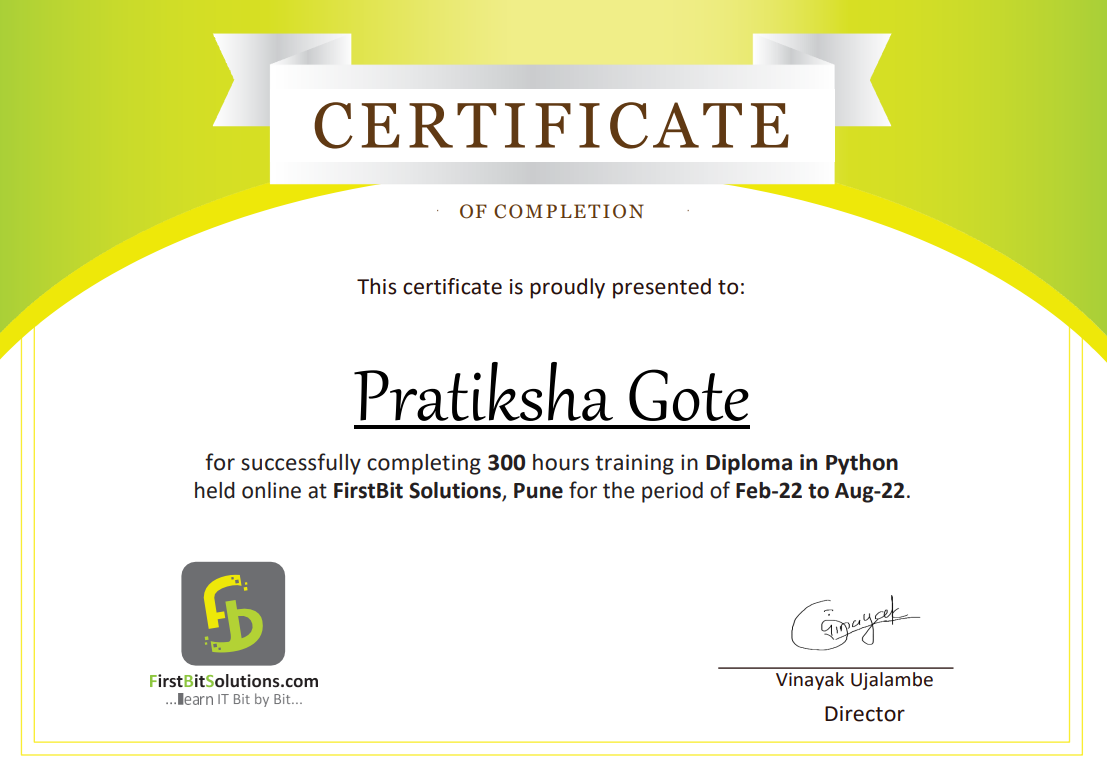 CERTIFICATE
OF COMPLETION
This certificate is proudly presented to:
Pratiksha Gote
for successfully completing 300 hours training in Diploma in Python
held online at FirstBit Solutions, Pune for the period of Feb-22 to Aug-22.
fb
FirstBitSolutions.com
...learn IT Bit by Bit...
Vinayak
Vinayak Ujalambe
Director